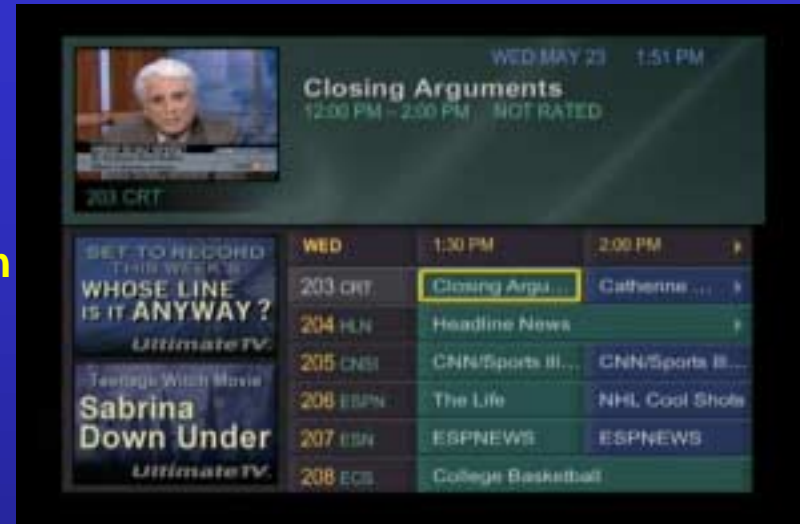 n
WED MAY 23 1:51 PM
Closing Arguments
12:00 PM – 2:00 PM NOT RATED
203 CRT
SET TO RECORD
THIS WEEK'S
WHOSE LINE
IS IT ANYWAY?
UltimateTV.
Teenage Witch Movie
Sabrina
Down Under
UltimateTV.
WED 1:30 PM 2:00 PM
203 CRT Closing Argu... Catherine ...
204 HLN Headline News
205 CNSI CNN/Sports Ill... CNN/Sports Ill...
206 ESPN The Life NHL Cool Shots
207 ESN ESPNEWS ESPNEWS
208 College Basketball